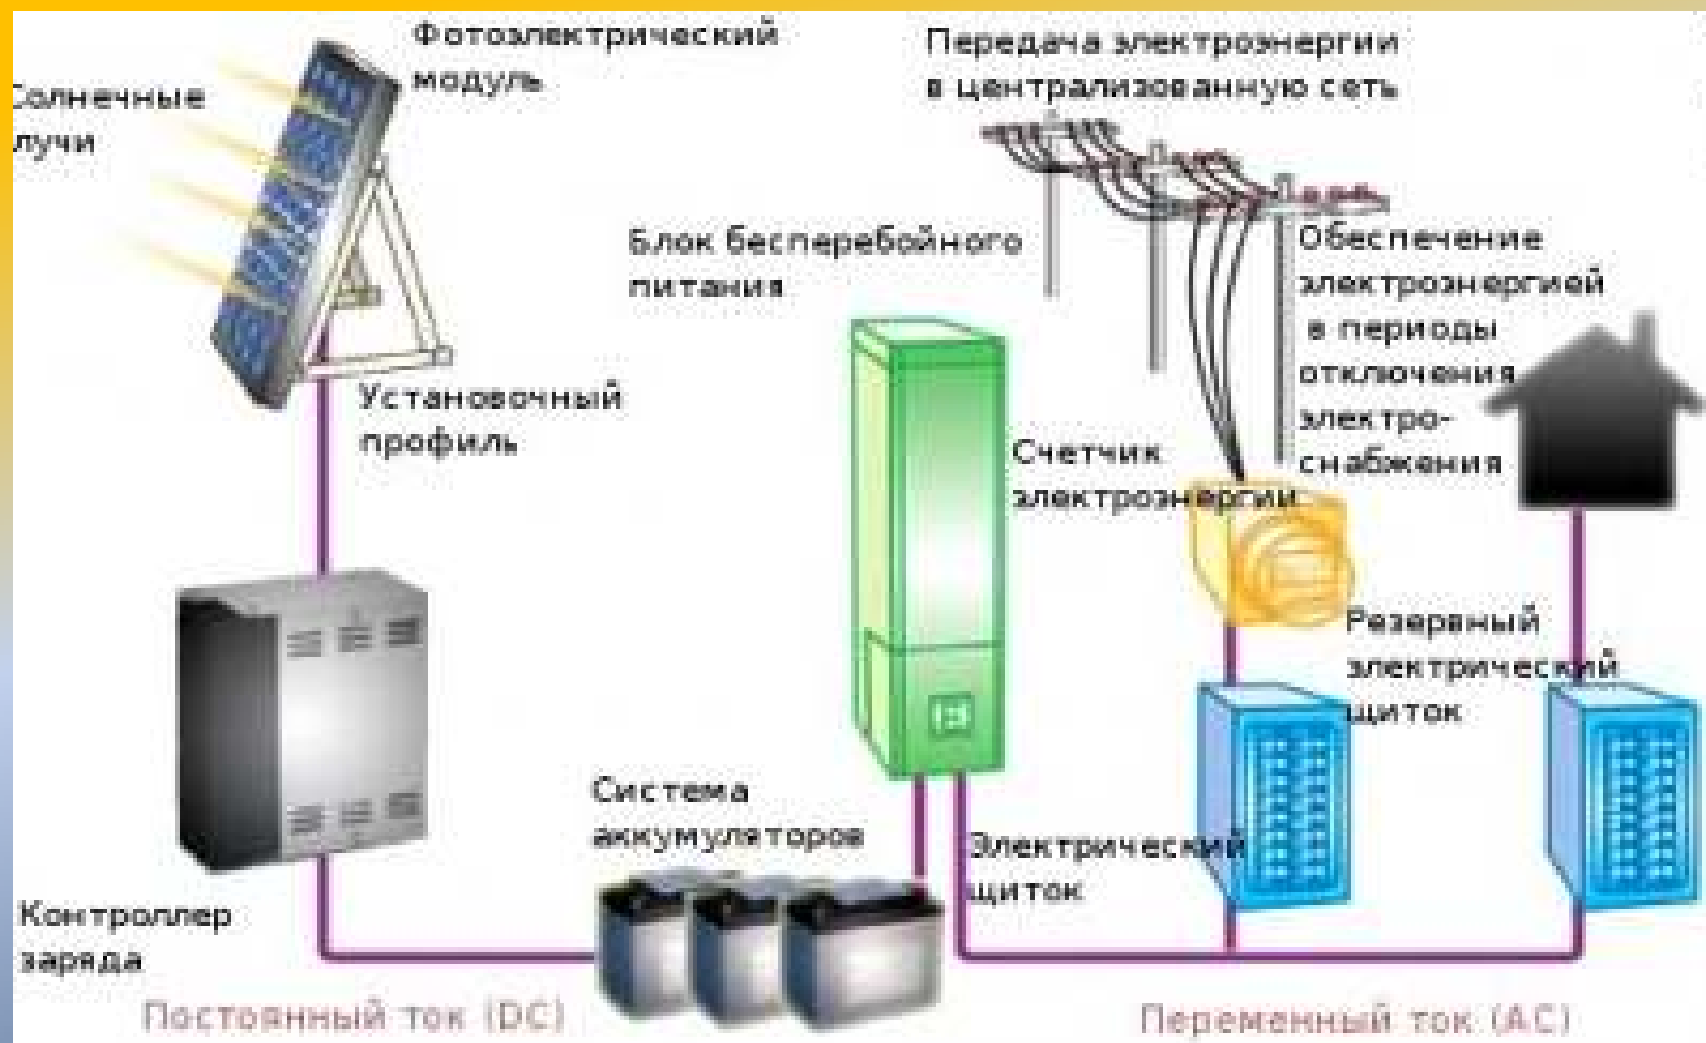 Фотоэлектрический
модуль
Солнечные
лучи
Установочный
профиль
Контроллер
заряда
Постоянный ток (DC)
Система
аккумуляторов
Блок бесперебойного
питания
Передача электроэнергии
в централизованную сеть
Счетчик
электроэнергии
Обеспечение
электроэнергией
в периоды
отключения
электро-
снабжения
Резервный
электрический
щиток
Электрический
щиток
Переменный ток (AC)